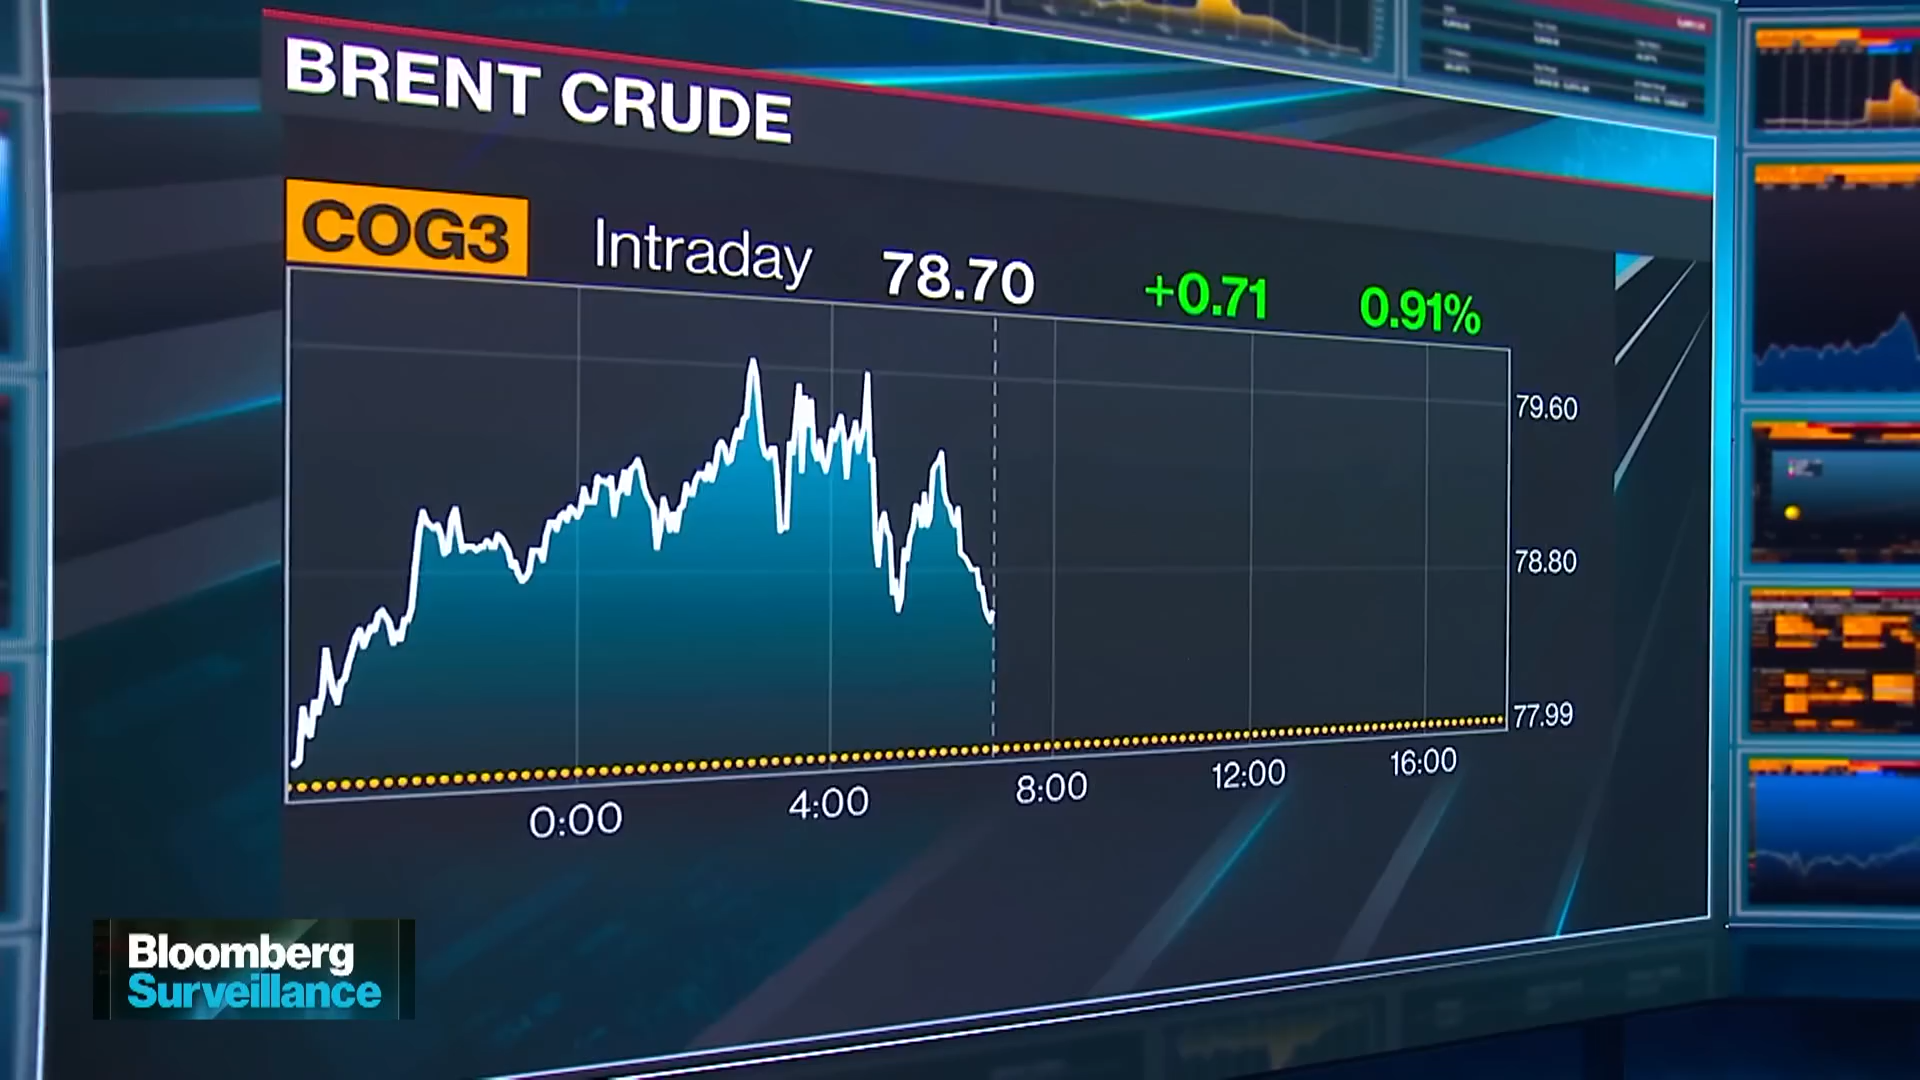 BRENT CRUDE
COG3 Intraday 78.70 +0.71 0.91%
79.60
78.80
77.99
0:00 4:00 8:00 12:00 16:00
Bloomberg
Surveillance